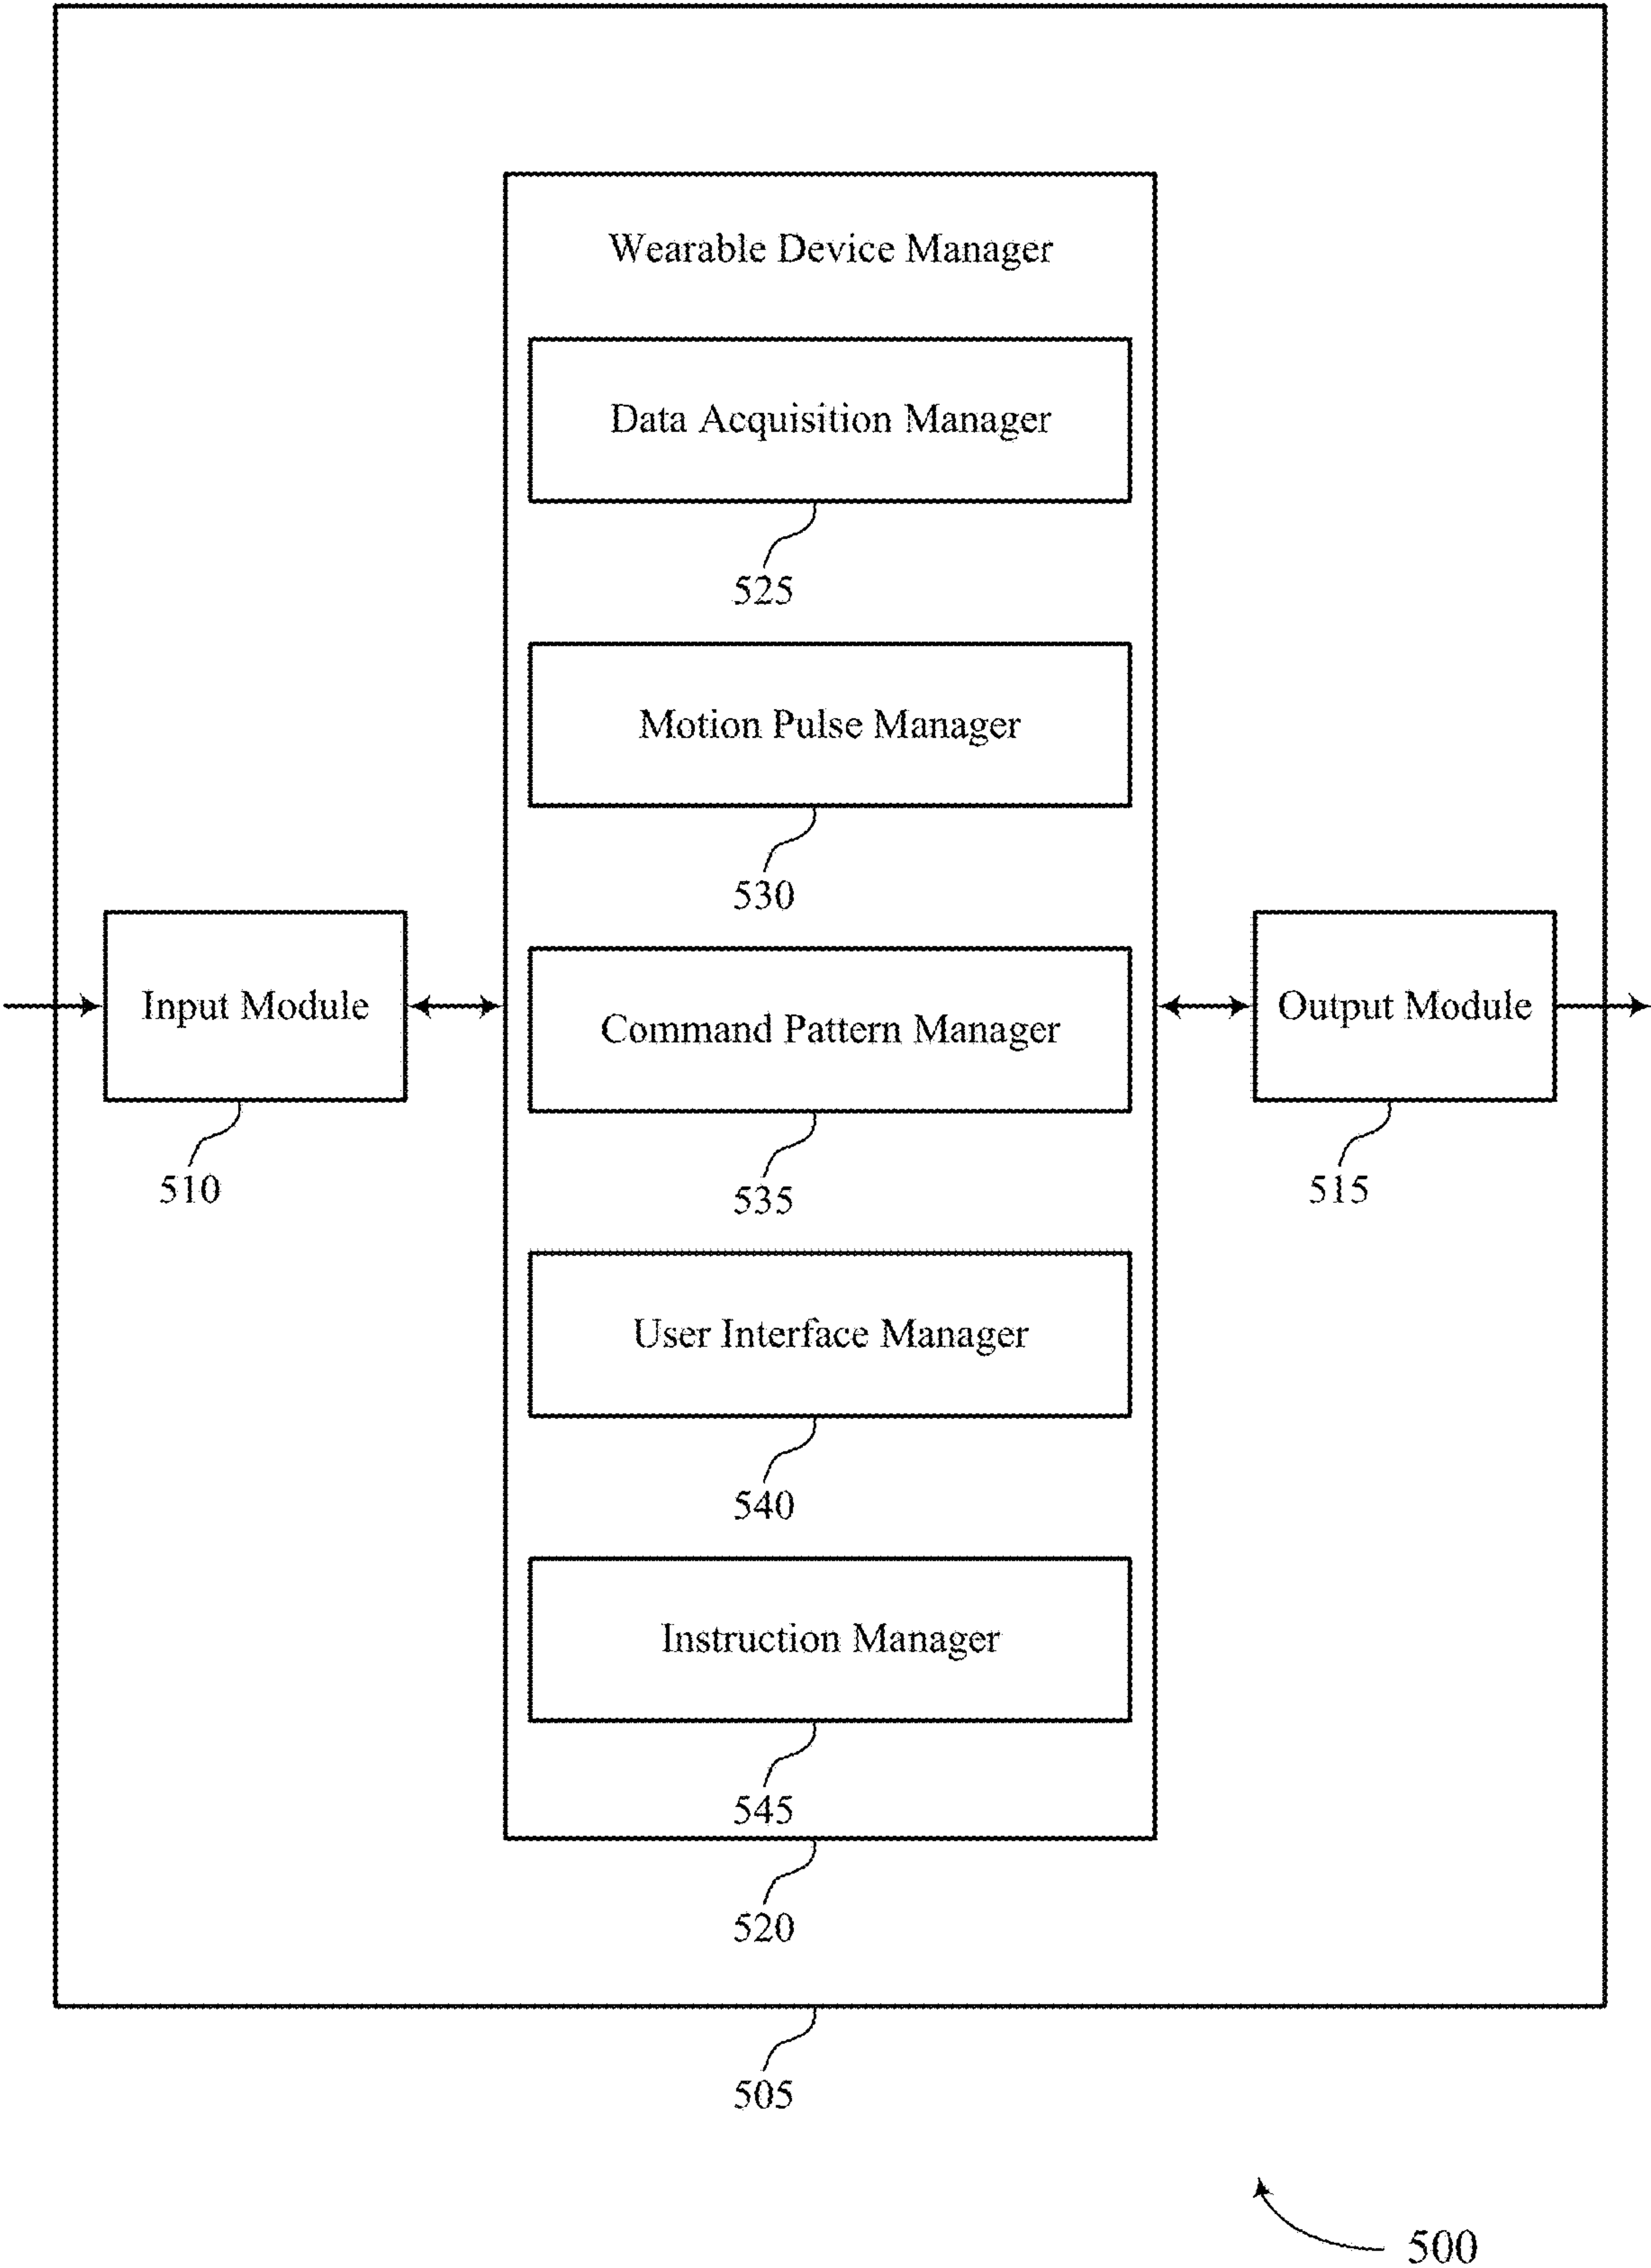 Wearable Device Manager
Data Acquisition Manager
525
Motion Pulse Manager
530
Input Module
510
Command Pattern Manager
535
Output Module
515
User Interface Manager
540
Instruction Manager
545
520
505
500